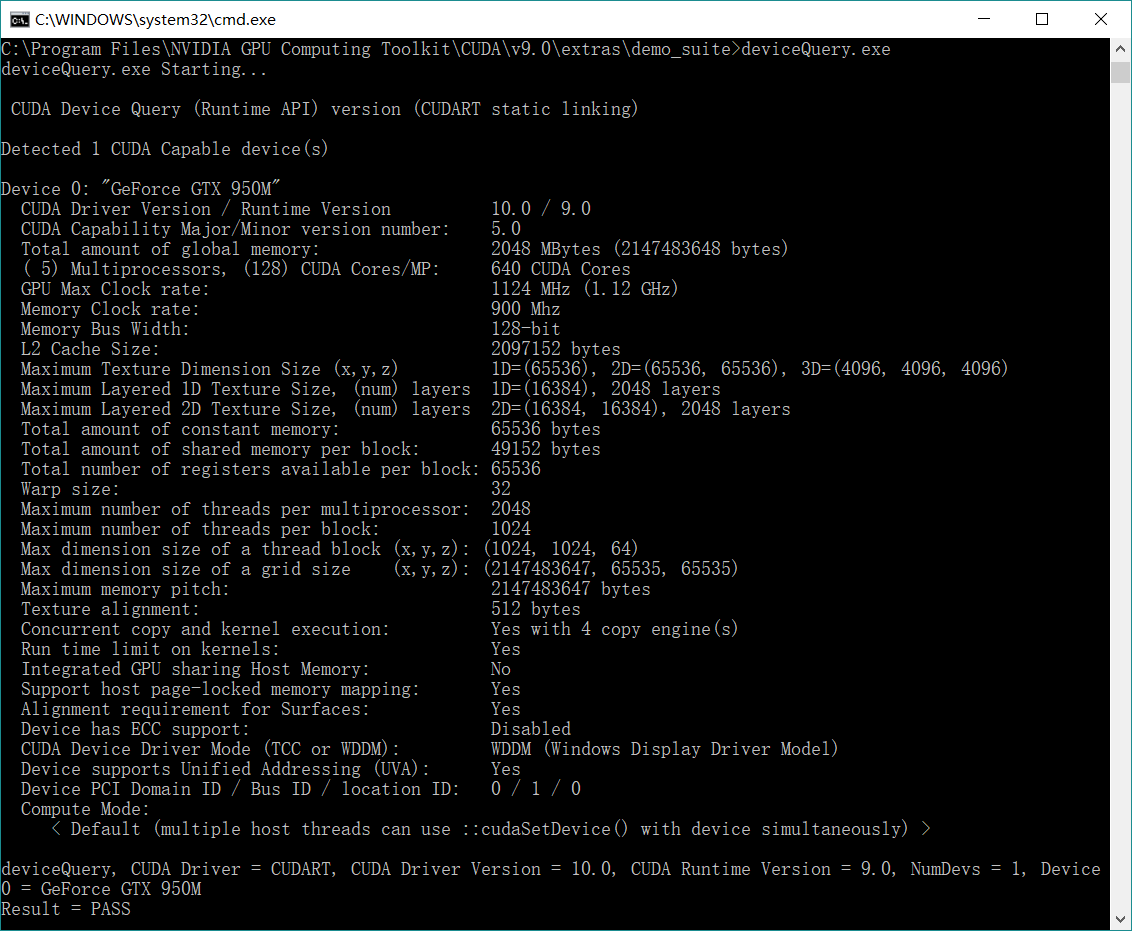 C:\WINDOWS\system32\cmd.exe
C:\Program Files\NVIDIA GPU Computing Toolkit\CUDA\v9.0\extras\demo_suite>deviceQuery.exe
deviceQuery.exe Starting...
CUDA Device Query (Runtime API) version (CUDART static linking)
Detected 1 CUDA Capable device(s)
Device 0: "GeForce GTX 950M"
CUDA Driver Version / Runtime Version 10.0 / 9.0
CUDA Capability Major/Minor version number: 5.0
Total amount of global memory: 2048 MBytes (2147483648 bytes)
( 5) Multiprocessors, (128) CUDA Cores/MP: 640 CUDA Cores
GPU Max Clock rate: 1124 MHz (1.12 GHz)
Memory Clock rate: 900 Mhz
Memory Bus Width: 128-bit
L2 Cache Size: 2097152 bytes
Maximum Texture Dimension Size (x,y,z) 1D=(65536), 2D=(65536, 65536), 3D=(4096, 4096, 4096)
Maximum Layered 1D Texture Size, (num) layers 1D=(16384), 2048 layers
Maximum Layered 2D Texture Size, (num) layers 2D=(16384, 16384), 2048 layers
Total amount of constant memory: 65536 bytes
Total amount of shared memory per block: 49152 bytes
Total number of registers available per block: 65536
Warp size: 32
Maximum number of threads per multiprocessor: 2048
Maximum number of threads per block: 1024
Max dimension size of a thread block (x,y,z): (1024, 1024, 64)
Max dimension size of a grid size (x,y,z): (2147483647, 65535, 65535)
Maximum memory pitch: 2147483647 bytes
Texture alignment: 512 bytes
Concurrent copy and kernel execution: Yes with 4 copy engine(s)
Run time limit on kernels: Yes
Integrated GPU sharing Host Memory: No
Support host page-locked memory mapping: Yes
Alignment requirement for Surfaces: Yes
Device has ECC support: Disabled
CUDA Device Driver Mode (TCC or WDDM): WDDM (Windows Display Driver Model)
Device supports Unified Addressing (UVA): Yes
Device PCI Domain ID / Bus ID / location ID: 0 / 1 / 0
Compute Mode:
< Default (multiple host threads can use ::cudaSetDevice() with device simultaneously) >
deviceQuery, CUDA Driver = CUDART, CUDA Driver Version = 10.0, CUDA Runtime Version = 9.0, NumDevs = 1, Device
0 = GeForce GTX 950M
Result = PASS